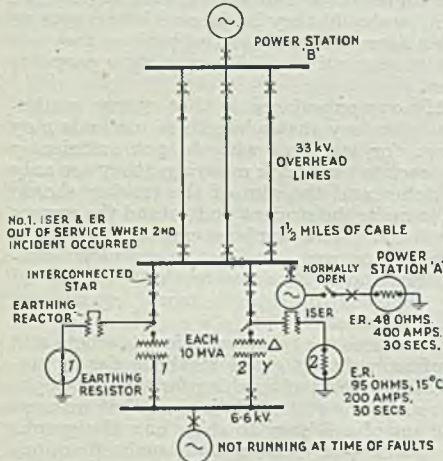 POWER STATION
'B'
33 kV.
OVERHEAD
LINES
No.1. ISER & ER
OUT OF SERVICE WHEN 2ND
INCIDENT OCCURRED
1½ MILES OF CABLE
POWER
STATION 'A'
INTERCONNECTED
STAR
NORMALLY
OPEN
EARTHING
REACTOR
ISER
E.R. 48 OHMS
400 AMPS,
30 SECS.
EACH
10 MVA
1
1
2
Y
2
EARTHING
RESISTOR
E.R.
95 OHMS, 15°C
200 AMPS,
30 SECS.
6·6 kV.
NOT RUNNING AT TIME OF FAULTS